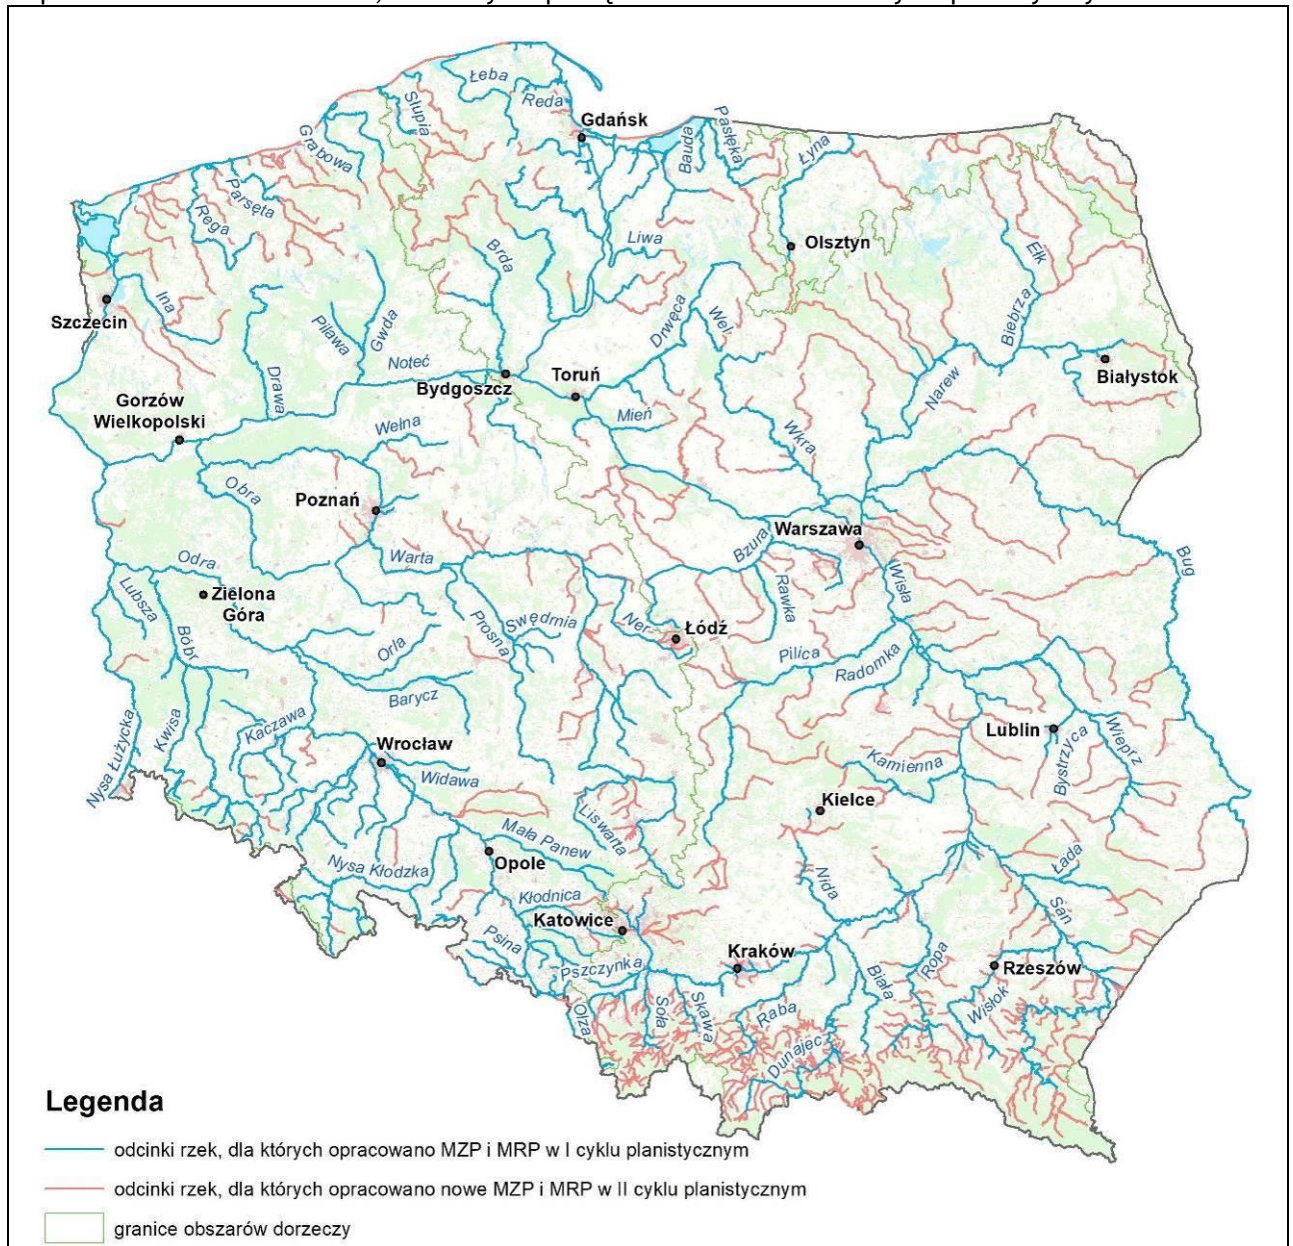 Łeba
Reda
Słupia
Gdańsk
Grabowa
Bauda
Pasłęka
Łyna
Parsęta
Rega
Liwa
Olsztyn
Brda
Ełk
Ina
Szczecin
Piława
Gwda
Drwęca
Wel
Biebrza
Noteć
Drawa
Toruń
Bydgoszcz
Narew
Białystok
Gorzów
Wielkopolski
Wełna
Mień
Wkra
Obra
Poznań
Warszawa
Bzura
Odra
Warta
Bug
Wisła
Lubsza
Zielona
Góra
Rawka
Prosna
Swędrnia
Ner
Łódź
Bóbr
Orla
Pilica
Radomka
Barycz
Kwisa
Kaczawa
Nysa Łużycka
Wrocław
Lublin
Bystrzyca
Wieprz
Widawa
Kamienna
Kielce
Liswarta
Mała Panew
Opole
Nysa Kłodzka
Łada
Nida
Kłodnica
San
Katowice
Psina
Kraków
Ropa
Rzeszów
Pszczynka
Biała
Wisłok
Olza
Soła
Skawa
Raba
Dunajec
Legenda
odcinki rzek, dla których opracowano MZP i MRP w I cyklu planistycznym
odcinki rzek, dla których opracowano nowe MZP i MRP w II cyklu planistycznym
granice obszarów dorzeczy